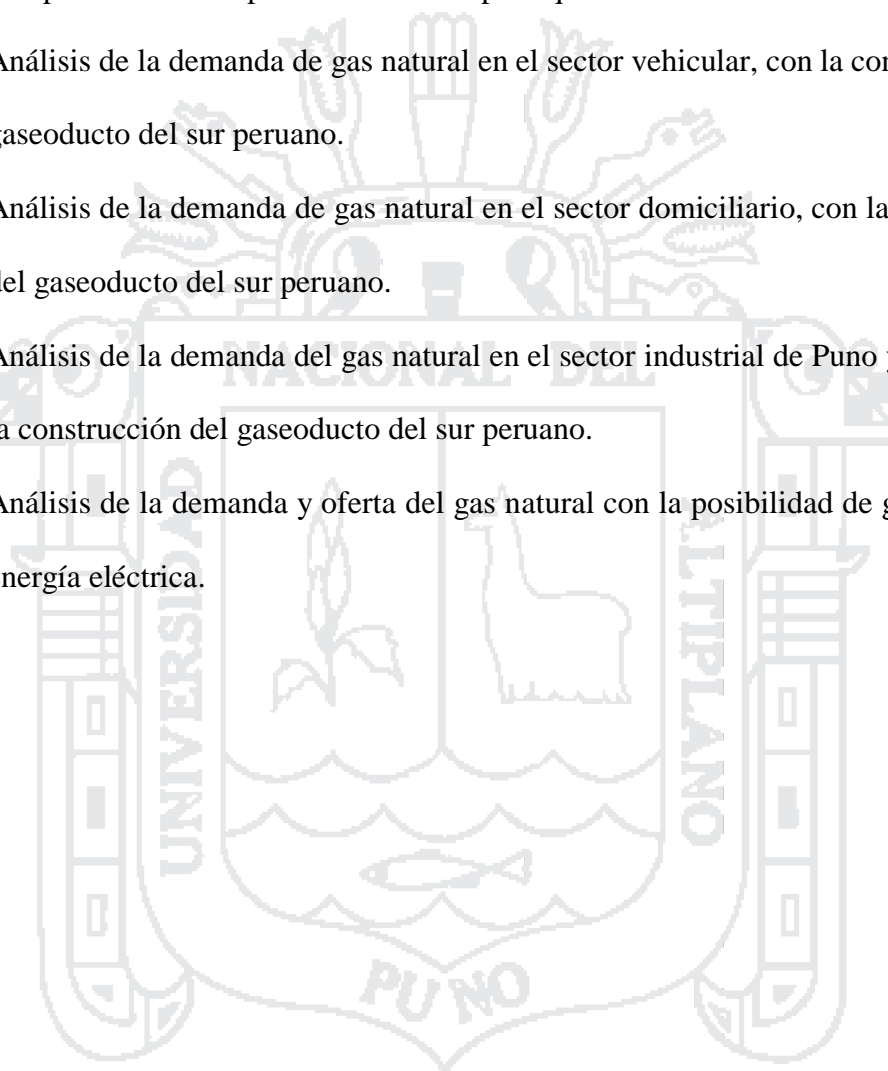 Análisis de la demanda de gas natural en el sector vehicular, con la
gaseoducto del sur peruano.
Análisis de la demanda de gas natural en el sector domiciliario, con la
del gaseoducto del sur peruano.
NACIONAL DEL
Análisis de la demanda del gas natural en el sector industrial de Puno
la construcción del gaseoducto del sur peruano.
Análisis de la demanda y oferta del gas natural con la posibilidad de
energía eléctrica.
UNIVERSIDAD
ALTIPLANO
PUNO